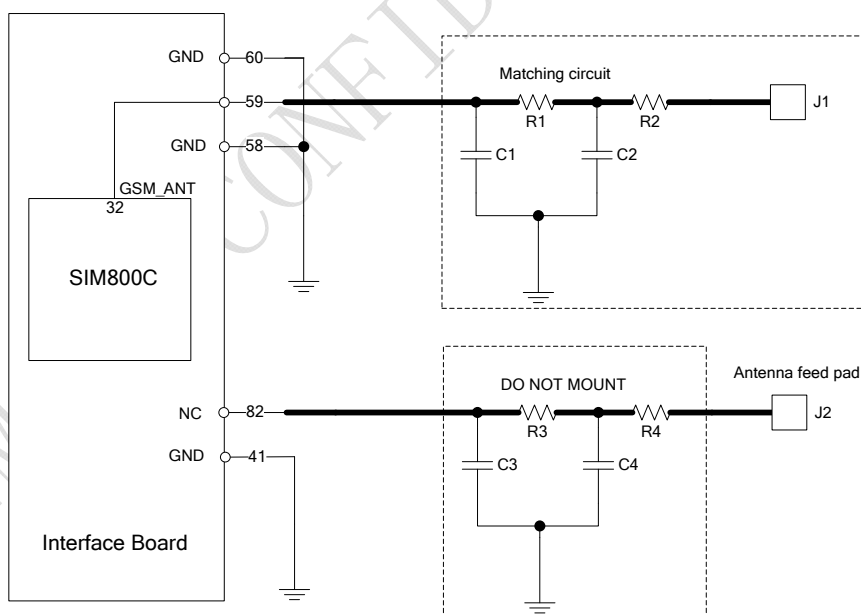 GND
60
Matching circuit
59
R1
R2
J1
GND
58
C1
C2
GSM_ANT
32
SIM800C
CONFID
DO NOT MOUNT
Antenna feed pad
NC
82
R3
R4
J2
GND
41
C3
C4
Interface Board